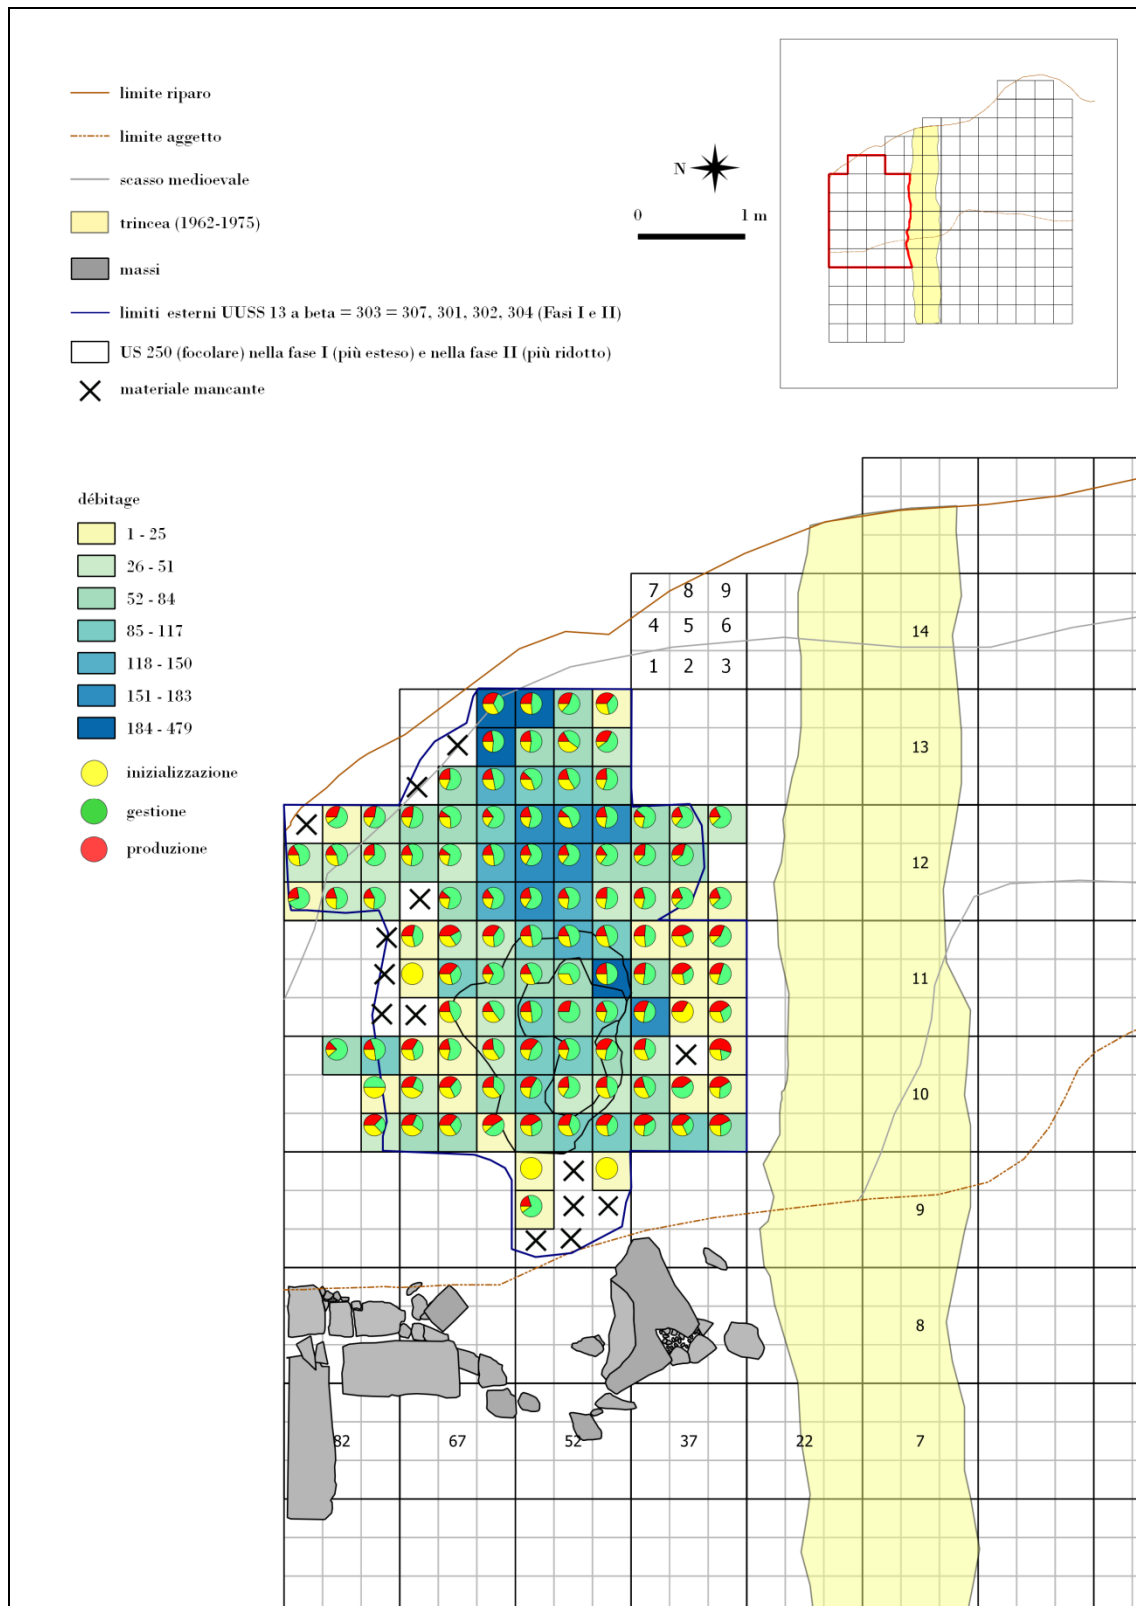 limite riparo
limite aggetto
scasso medioevale
trincea (1962-1975)
massi
limiti esterni UUSS 13 a beta = 303 = 307, 301, 302, 304 (Fasi I e II)
US 250 (focolare) nella fase I (più esteso) e nella fase II (più ridotto)
materiale mancante
N
0 1 m
débitage
1 - 25
26 - 51
52 - 84
85 - 117
118 - 150
151 - 183
184 - 479
inizializzazione
gestione
produzione
7 8 9
4 5 6
1 2 3
14
13
12
11
10
9
8
82 67 52 37 22 7